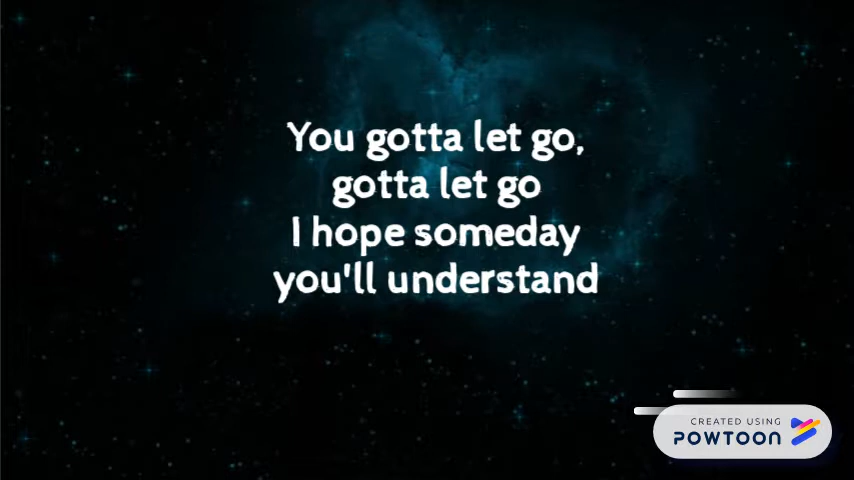 You gotta let go,
gotta let go
I hope someday
you'll understand
CREATED USING
POWTOON